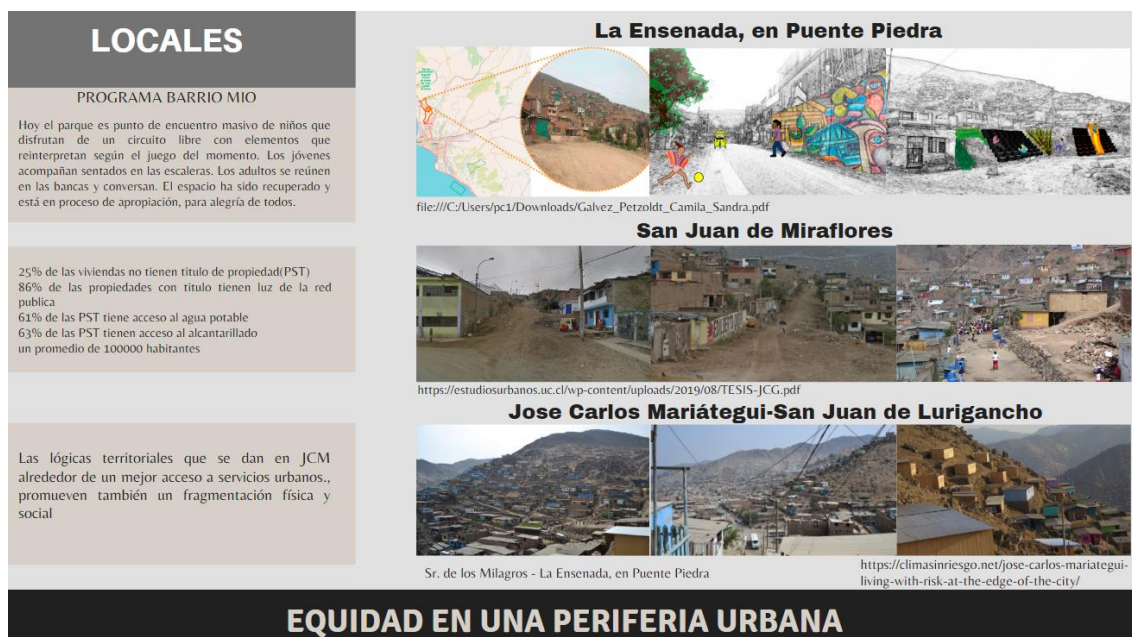 LOCALES
PROGRAMA BARRIO MIO
Hoy el parque es punto de encuentro masivo de niños que
disfrutan de un circuito libre con elementos que
reinterpretan según el juego del momento. Los jóvenes
acompañan sentados en las escaleras. Los adultos se reúnen
en las bancas y conversan. El espacio ha sido recuperado y
está en proceso de apropiación, para alegría de todos.
La Ensenada, en Puente Piedra
file:///C:/Users/pc1/Downloads/Galvez_Petzoldt_Camila_Sandra.pdf
25% de las viviendas no tienen titulo de propiedad(PST)
86% de las propiedades con titulo tienen luz de la red
publica
61% de las PST tiene acceso al agua potable
63% de las PST tienen acceso al alcantarillado
un promedio de 100000 habitantes
San Juan de Miraflores
https://estudiosurbanos.uc.cl/wp-content/uploads/2019/08/TESIS-JCG.pdf
Las lógicas territoriales que se dan en JCM
alrededor de un mejor acceso a servicios urbanos.,
promueven también un fragmentación física y
social
Jose Carlos Mariátegui-San Juan de Lurigancho
Sr. de los Milagros - La Ensenada, en Puente Piedra
https://climasinriesgo.net/jose-carlos-mariategui-
living-with-risk-at-the-edge-of-the-city/
EQUIDAD EN UNA PERIFERIA URBANA